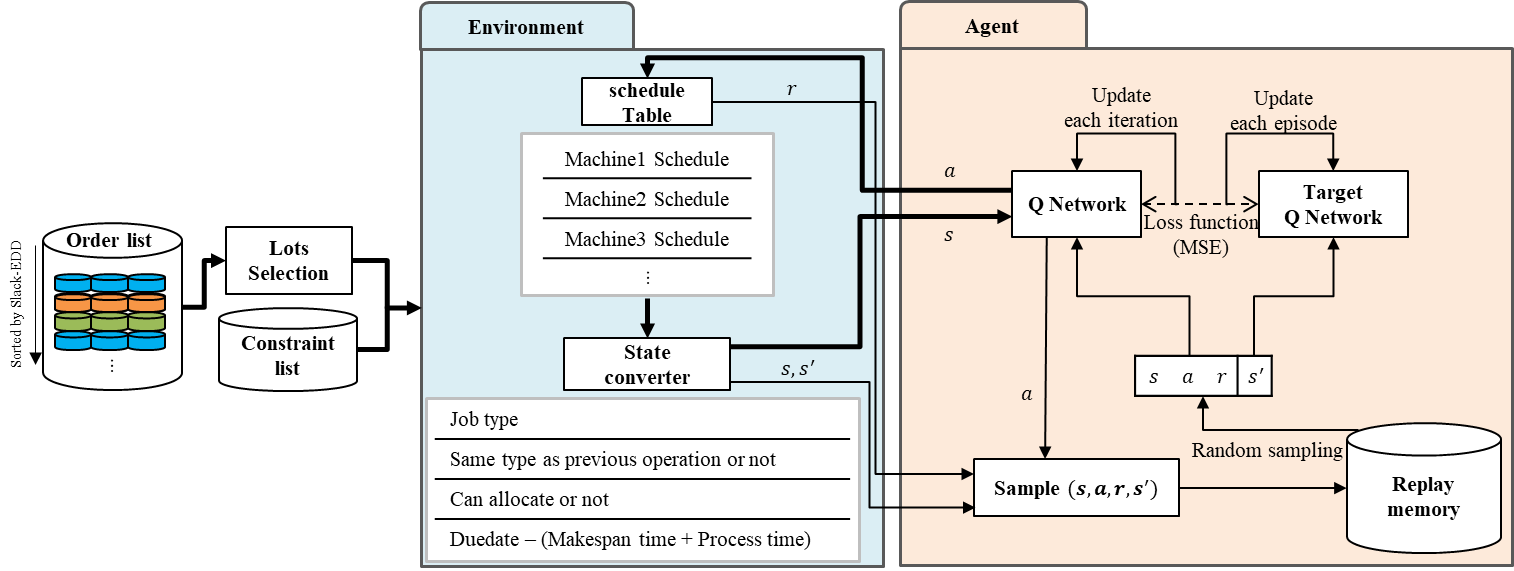 Sorted by Slack-EDD
Order list
⋮
Lots
Selection
Constraint
list
Environment
schedule
Table
r
Machine1 Schedule
Machine2 Schedule
Machine3 Schedule
⋮
State
converter
s, s′
Job type
Same type as previous operation or not
Can allocate or not
Duedate – (Makespan time + Process time)
Agent
a
s
Update
each iteration
Update
each episode
Q Network
Target
Q Network
Loss function
(MSE)
a
s a r s′
Random sampling
Sample (s, a, r, s′)
Replay
memory